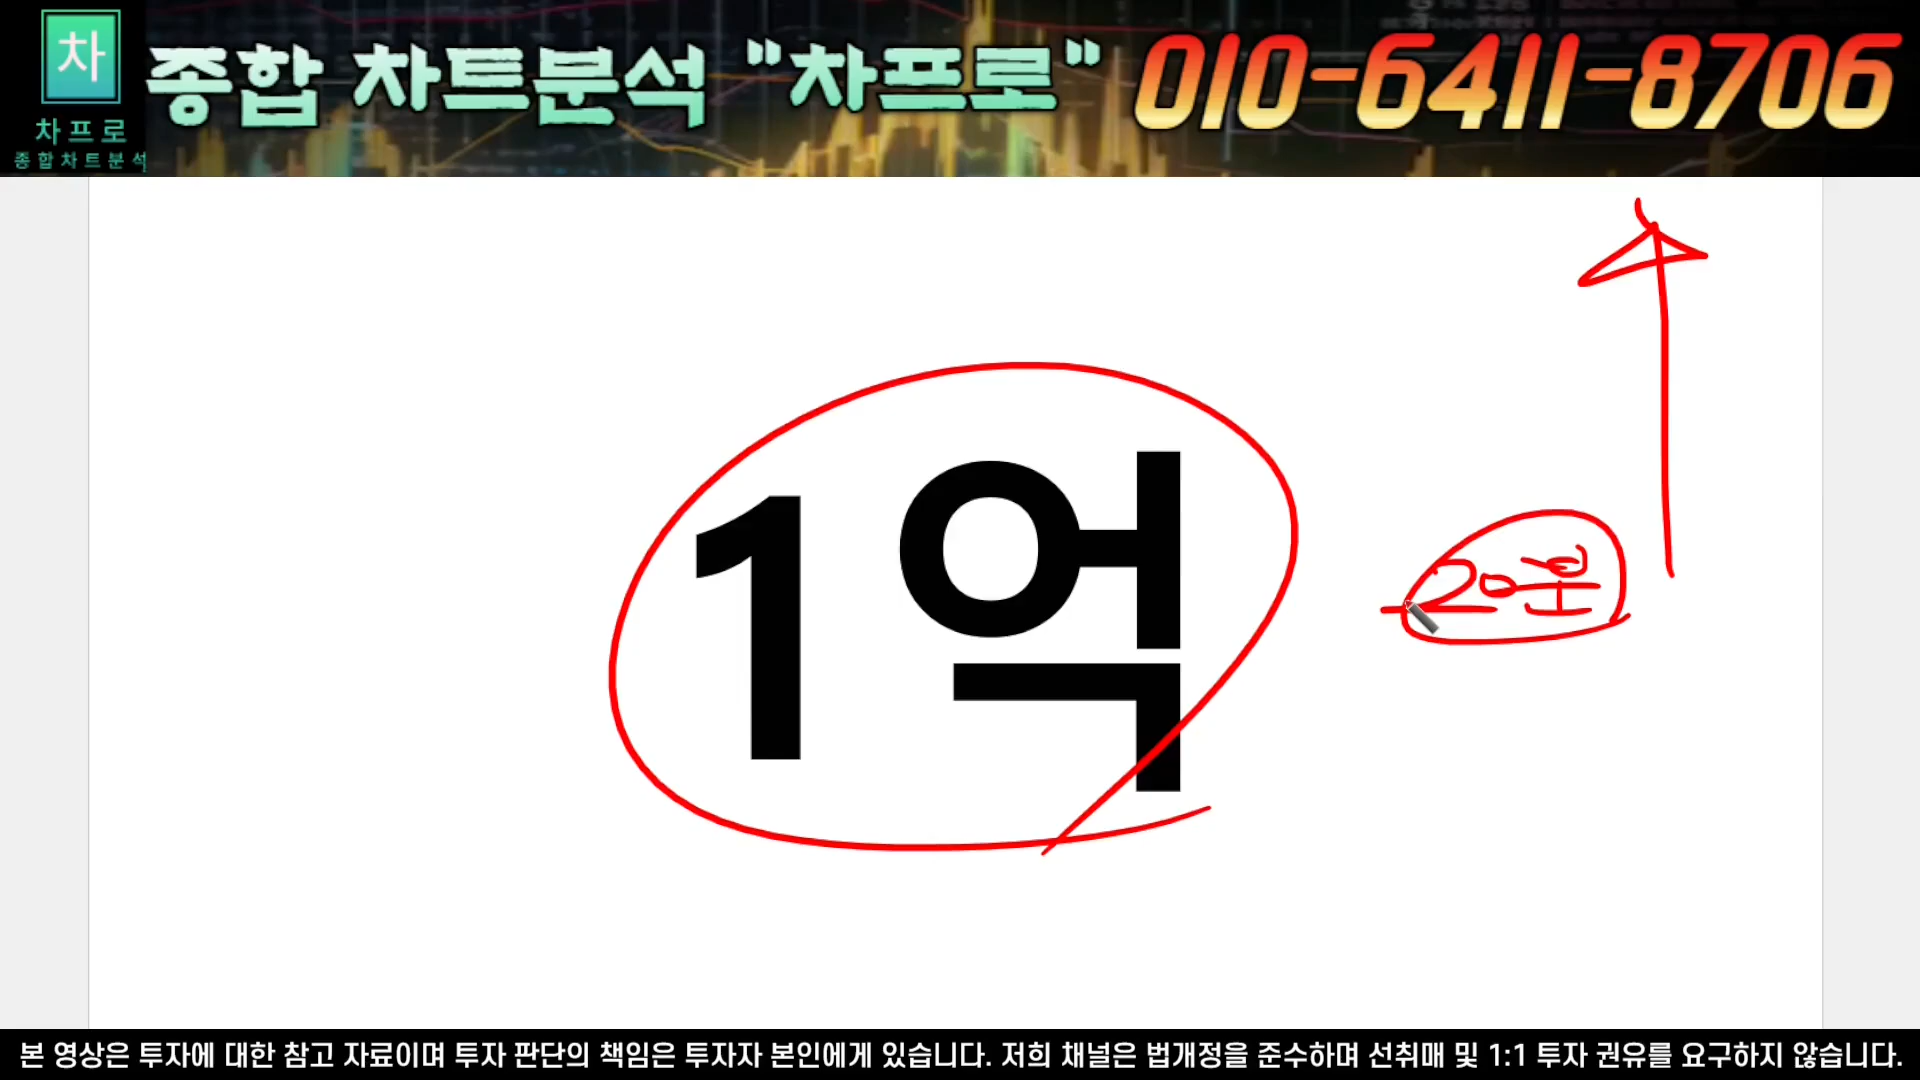 차
차프로
종합차트분석
종합 차트분석 "차프로" 010-6411-8706
1억
20분
본 영상은 투자에 대한 참고 자료이며 투자 판단의 책임은 투자자 본인에게 있습니다. 저희 채널은 법개정을 준수하며 선취매 및 1:1 투자 권유를 요구하지 않습니다.